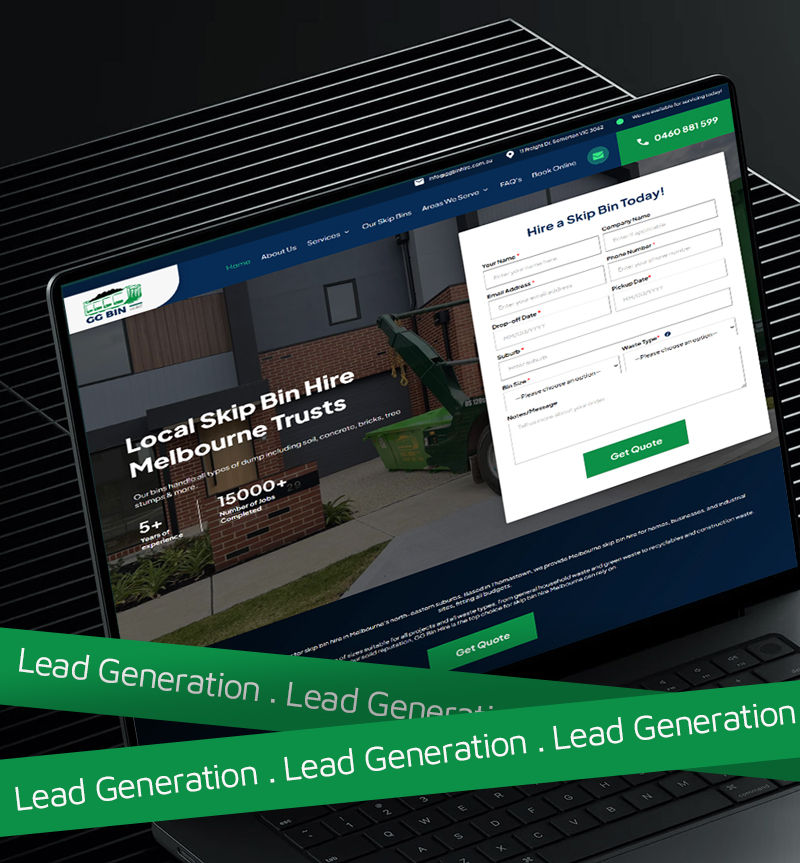 We are available for servicing today!
info@ggbinhire.com.au
11 Freight Dr, Somerton VIC 3062
0460 881 599
Home
About Us
Services
Our Skip Bins
Areas We Serve
FAQ's
Book Online
GG BIN
Local Skip Bin Hire
Melbourne Trusts
Our bins handle all types of dump including soil, concrete, bricks, tree
stumps & more.
5+
Years of
experience
15000+
Number of Jobs
Completed
Hire a Skip Bin Today!
Your Name *
Enter your name here
Company Name
Enter if applicable
Email Address *
Enter your email address
Phone Number *
Enter your phone number
Drop-off Date *
MM/DD/YYYY
Pickup Date*
MM/DD/YYYY
Suburb *
Enter suburb
Bin Size *
--Please choose an option--
Waste Type*
--Please choose an option--
Notes/Message
Tell us more about your order
Get Quote
for skip bin hire in Melbourne's north-eastern suburbs. Based in Thomastown, we provide Melbourne skip bin hire for homes, businesses, and industrial
sites, fitting all budgets.
of sizes suitable for all projects and all waste types, from general household waste and green waste to recyclables and construction waste.
our solid reputation, GG Bin Hire is the top choice for skip bin hire Melbourne can rely on.
Get Quote
Lead Generation . Lead Generati
Lead Generation . Lead Generation . Lead Generation
command